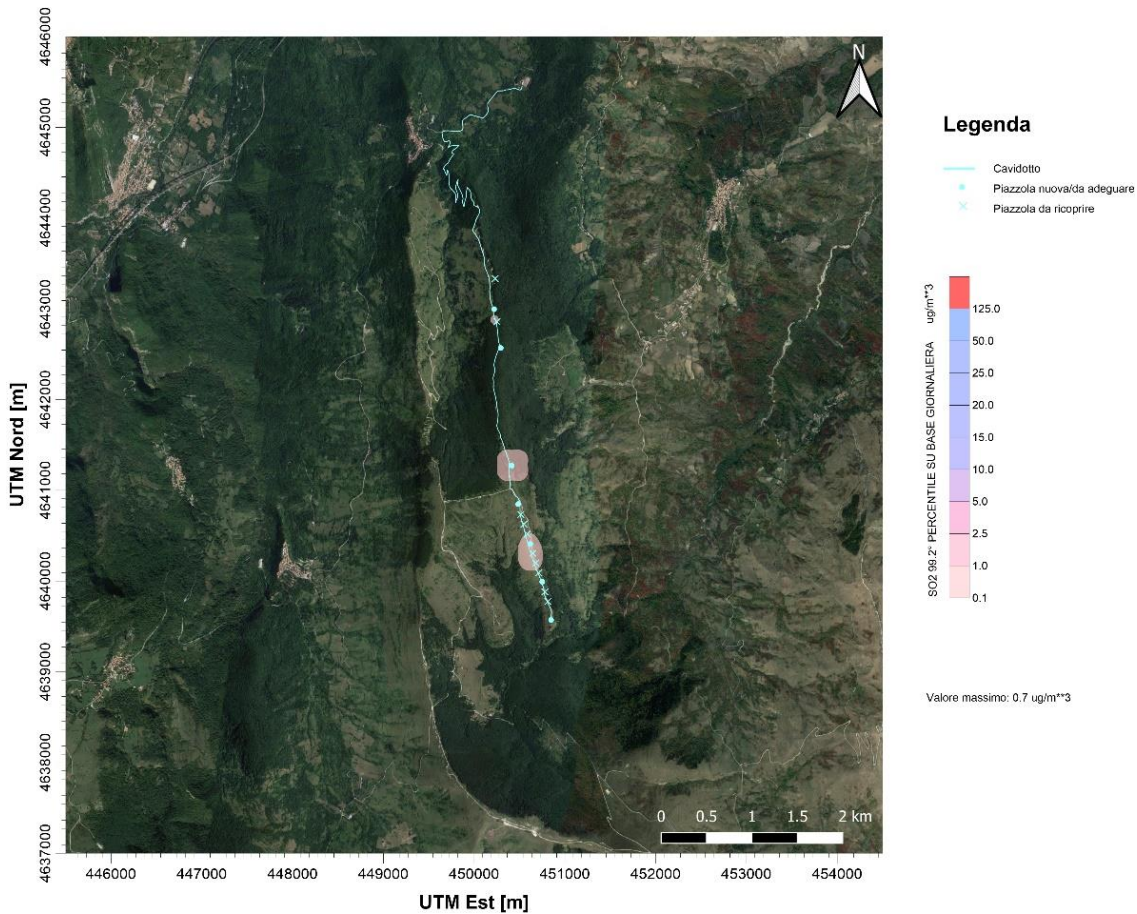 4646000
4645000
4644000
4643000
4642000
4641000
4640000
4639000
4638000
4637000
UTM Nord [m]
N
0 0.5 1 1.5 2 km
446000 447000 448000 449000 450000 451000 452000 453000 454000
UTM Est [m]
Legenda
Cavidotto
Piazzola nuova/da adeguare
Piazzola da ricoprire
SO2 99.2° PERCENTILE SU BASE GIORNALIERA ug/m**3
125.0
50.0
25.0
20.0
15.0
10.0
5.0
2.5
1.0
0.1
Valore massimo: 0.7 ug/m**3